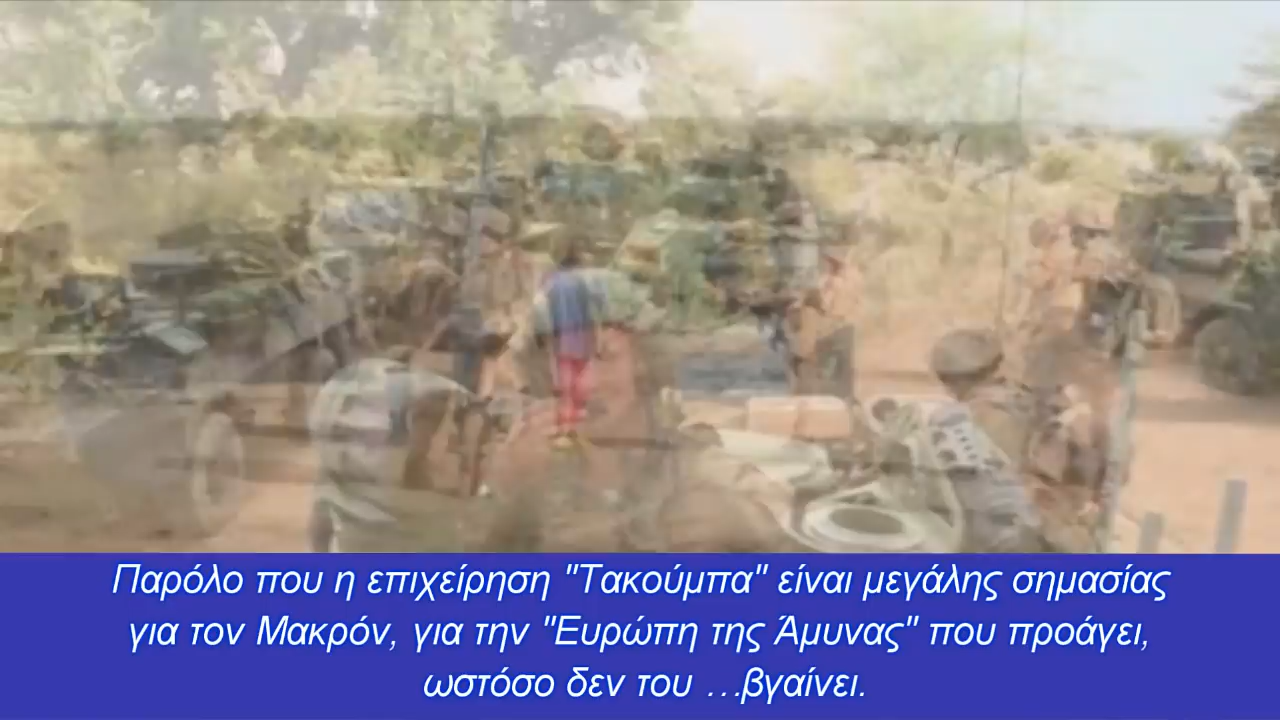 Παρόλο που η επιχείρηση "Τακούμπα" είναι μεγάλης σημασίας
για τον Μακρόν, για την "Ευρώπη της Άμυνας" που προάγει,
ωστόσο δεν του …βγαίνει.